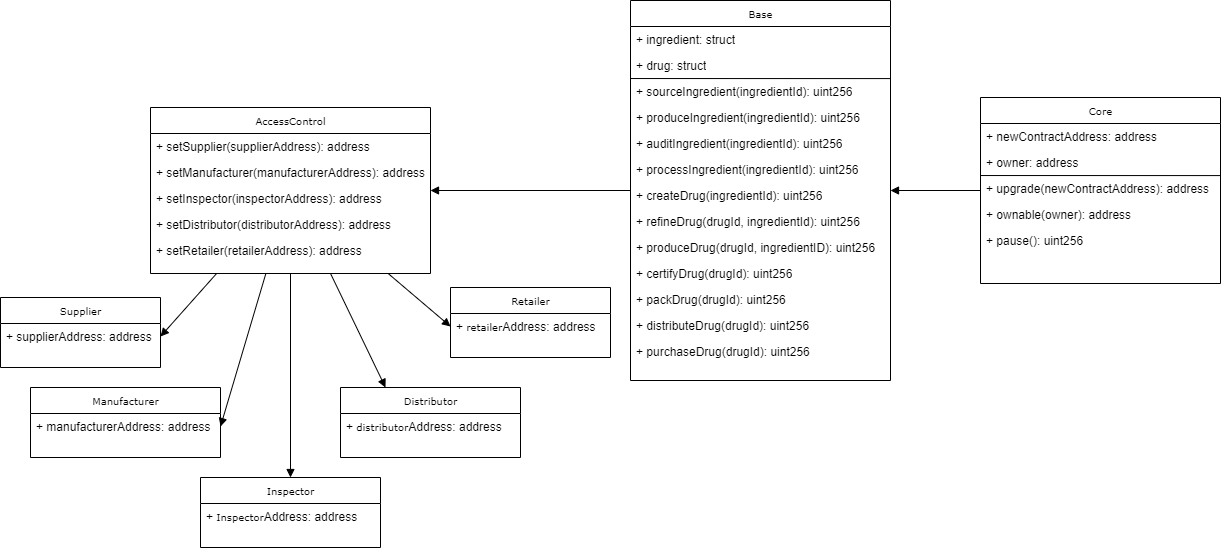 Base
+ ingredient: struct
+ drug: struct
+ sourceIngredient(ingredientId): uint256
+ produceIngredient(ingredientId): uint256
+ auditIngredient(ingredientId): uint256
+ processIngredient(ingredientId): uint256
+ createDrug(ingredientId): uint256
+ refineDrug(drugId, ingredientId): uint256
+ produceDrug(drugId, ingredientID): uint256
+ certifyDrug(drugId): uint256
+ packDrug(drugId): uint256
+ distributeDrug(drugId): uint256
+ purchaseDrug(drugId): uint256
Core
+ newContractAddress: address
+ owner: address
+ upgrade(newContractAddress): address
+ ownable(owner): address
+ pause(): uint256
AccessControl
+ setSupplier(supplierAddress): address
+ setManufacturer(manufacturerAddress): address
+ setInspector(inspectorAddress): address
+ setDistributor(distributorAddress): address
+ setRetailer(retailerAddress): address
Supplier
+ supplierAddress: address
Retailer
+ retailerAddress: address
Manufacturer
+ manufacturerAddress: address
Distributor
+ distributorAddress: address
Inspector
+ InspectorAddress: address